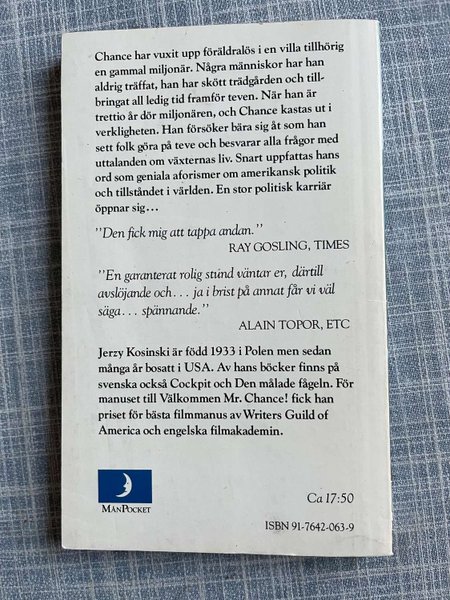 Chance har vuxit upp föräldralös i en villa tillhörig
en gammal miljonär. Några människor har han
aldrig träffat, han har skött trädgården och till-
bringat all ledig tid framför teven. När han är
trettio år dör miljonären, och Chance kastas ut i
verkligheten. Han försöker bära sig åt som han
sett folk göra på teve och besvarar alla frågor med
uttalanden om växternas liv. Snart uppfattas hans
ord som geniala aforismer om amerikansk politik
och tillståndet i världen. En stor politisk karriär
öppnar sig...
"Den fick mig att tappa andan."
RAY GOSLING, TIMES
"En garanterat rolig stund väntar er, därtill
avslöjande och... ja i brist på annat får vi väl
säga... spännande."
ALAIN TOPOR, ETC
Jerzy Kosinski är född 1933 i Polen men sedan
många år bosatt i USA. Av hans böcker finns på
svenska också Cockpit och Den målade fågeln. För
manuset till Välkommen Mr. Chance! fick han
priset för bästa filmmanus av Writers Guild of
America och engelska filmakademin.
MÅNPOCKET
Ca 17:50
ISBN 91-7642-063-9